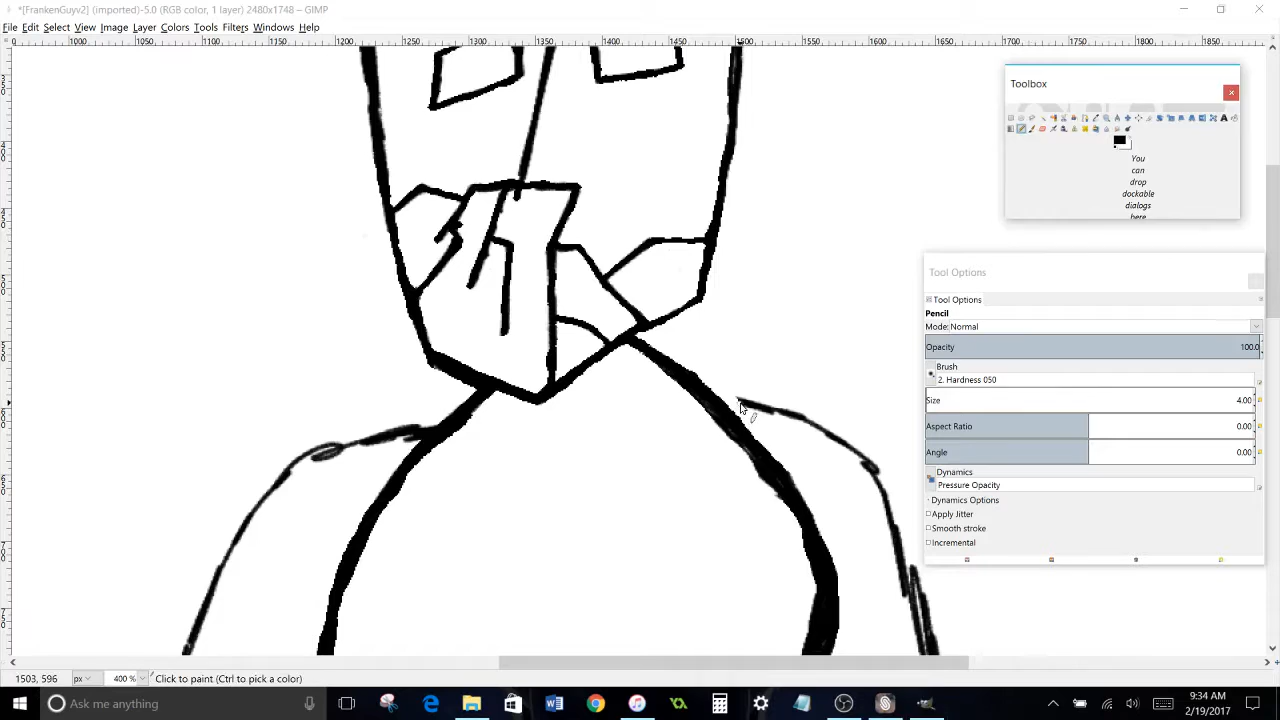 *[FrankenGuyv2] (imported)-5.0 (RGB color, 1 layer) 2480x1748 – GIMP
File Edit Select View Image Layer Colors Tools Filters Windows Help
0 1000 1050 1100 1150 1200 1250 1300 1350 1400 1450 1500 1550 1600 1650 1700 1750 1800 1850
Toolbox
You
can
drop
dockable
dialogs
here
Tool Options
Tool Options
Pencil
Mode: Normal
Opacity 100.0
Brush
2. Hardness 050
Size 4.00
Aspect Ratio 0.00
Angle 0.00
Dynamics
Pressure Opacity
Dynamics Options
Apply Jitter
Smooth stroke
Incremental
1503, 596 px 400 % Click to paint (Ctrl to pick a color)
Ask me anything
9:34 AM
2/19/2017